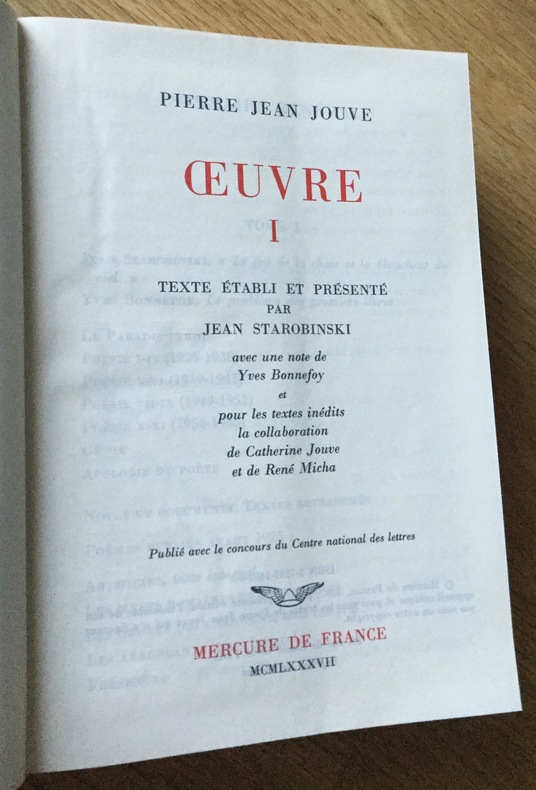 PIERRE JEAN JOUVE
ŒUVRE
I
TEXTE ÉTABLI ET PRÉSENTÉ
PAR
JEAN STAROBINSKI
avec une note de
Yves Bonnefoy
et
pour les textes inédits
la collaboration
de Catherine Jouve
et de René Micha
Publié avec le concours du Centre national des lettres
MERCURE DE FRANCE
MCMLXXXVII